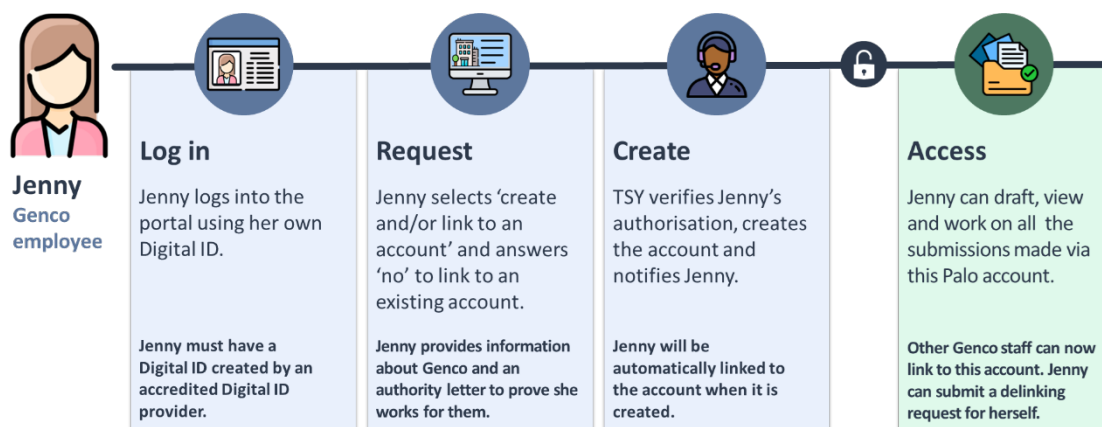 Jenny
Genco
employee
Log in
Jenny logs into the
portal using her own
Digital ID.
Jenny must have a
Digital ID created by an
accredited Digital ID
provider.
Request
Jenny selects ‘create
and/or link to an
account’ and answers
‘no’ to link to an
existing account.
Jenny provides information
about Genco and an
authority letter to prove she
works for them.
Create
TSY verifies Jenny’s
authorisation, creates
the account and
notifies Jenny.
Jenny will be
automatically linked to
the account when it is
created.
Access
Jenny can draft, view
and work on all the
submissions made via
this Palo account.
Other Genco staff can now
link to this account. Jenny
can submit a delinking
request for herself.